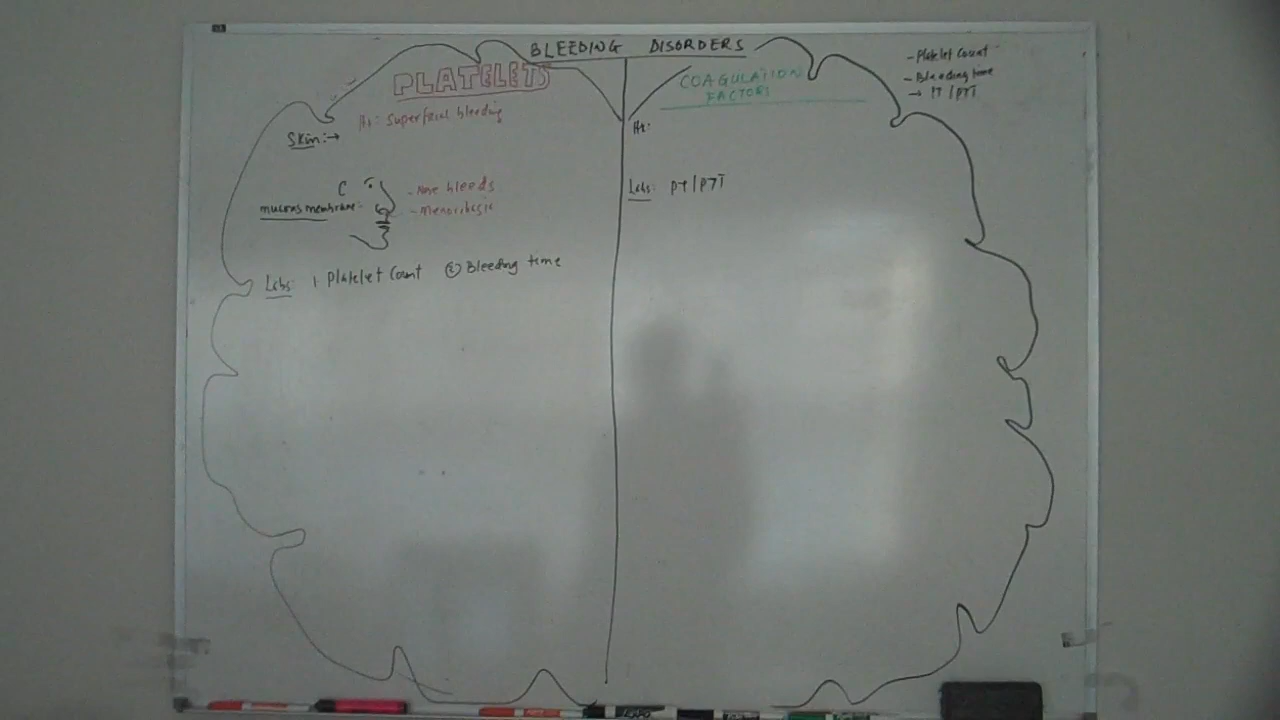 BLEEDING DISORDERS
PLATELETS
Hx: Superfacial bleeding
Skin:→
mucous membrane:
- Nose bleeds
- Menorrhagia
Labs: 1 Platelet Count ② Bleeding time
COAGULATION
FACTORS
Hx:
Labs: PT/PTT
- Platelet Count
- Bleeding time
→ PT/PTT